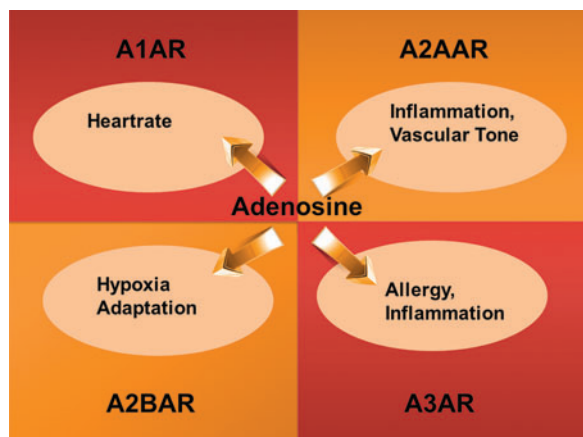 A1AR
A2AAR
Heartrate
Inflammation,
Vascular Tone
Adenosine
Hypoxia
Adaptation
Allergy,
Inflammation
A2BAR
A3AR